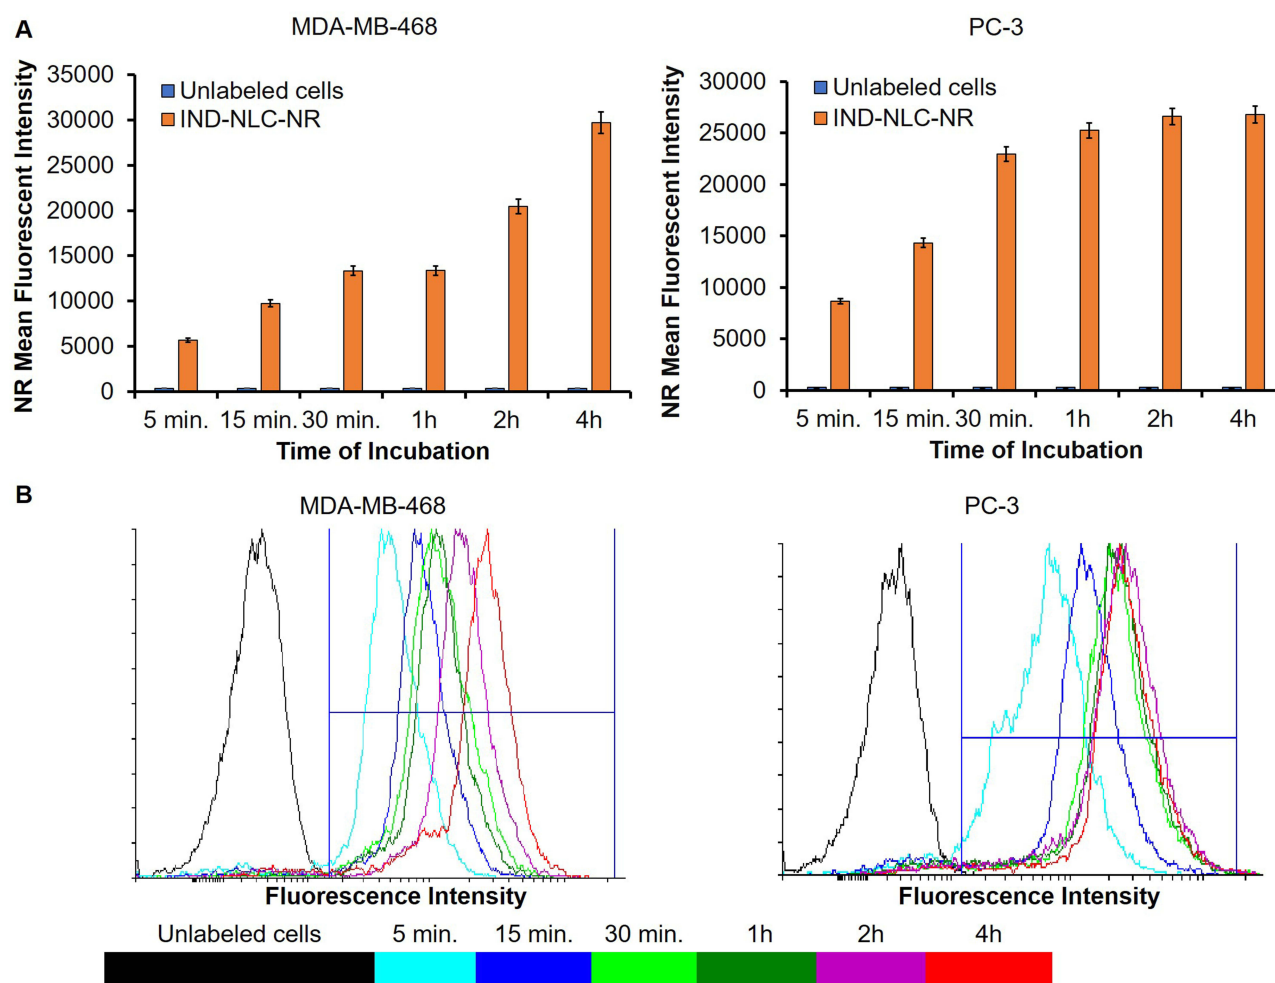 A
MDA-MB-468
NR Mean Fluorescent Intensity
35000
30000
25000
20000
15000
10000
5000
0
Unlabeled cells
IND-NLC-NR
5 min. 15 min. 30 min. 1h 2h 4h
Time of Incubation
PC-3
NR Mean Fluorescent Intensity
30000
25000
20000
15000
10000
5000
0
Unlabeled cells
IND-NLC-NR
5 min. 15 min. 30 min. 1h 2h 4h
Time of Incubation
B
MDA-MB-468
Fluorescence Intensity
PC-3
Fluorescence Intensity
Unlabeled cells 5 min. 15 min. 30 min. 1h 2h 4h